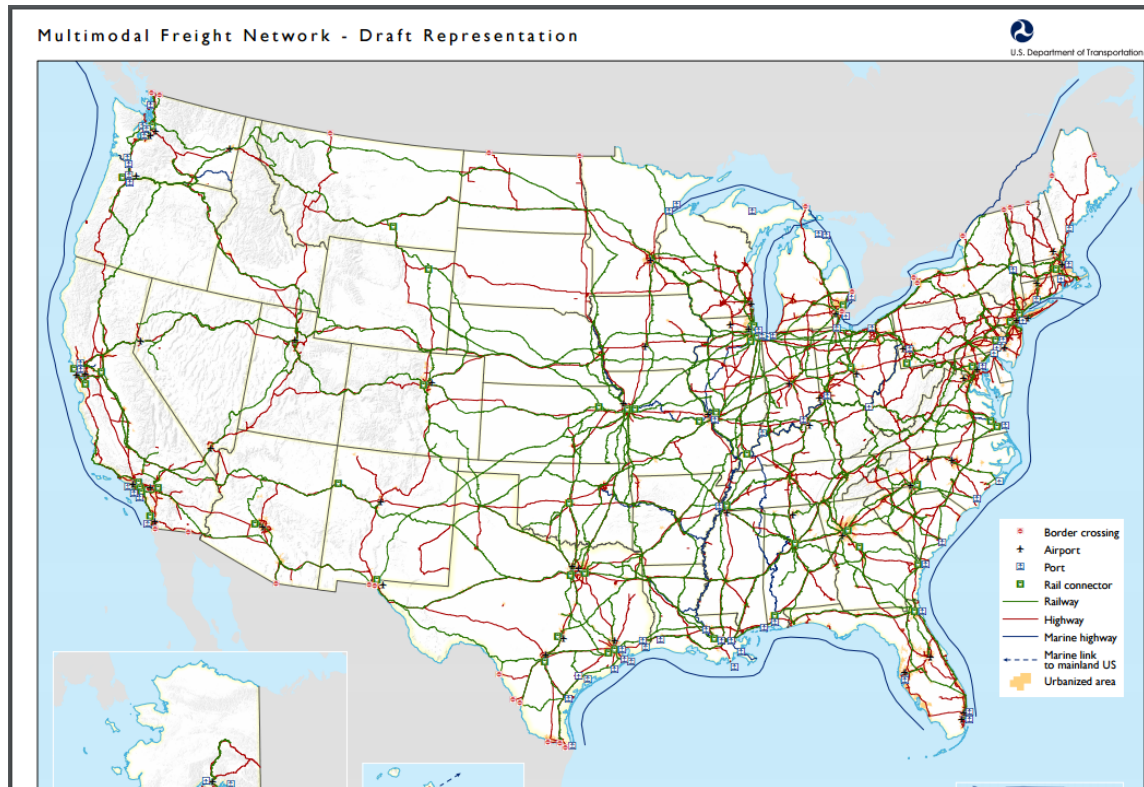 Multimodal Freight Network - Draft Representation
U.S. Department of Transportation
Border crossing
Airport
Port
Rail connector
Railway
Highway
Marine highway
Marine link
to mainland US
Urbanized area